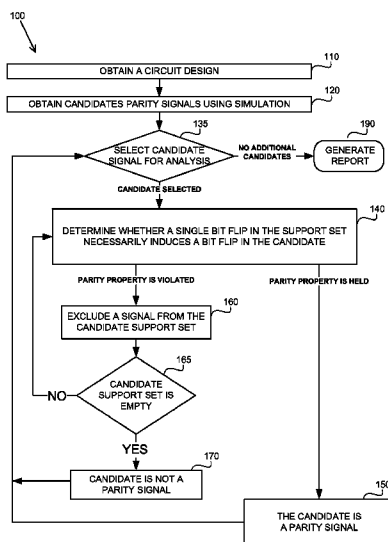 100
110
OBTAIN A CIRCUIT DESIGN
120
OBTAIN CANDIDATES PARITY SIGNALS USING SIMULATION
135
SELECT CANDIDATE
SIGNAL FOR ANALYSIS
NO ADDITIONAL
CANDIDATES
190
GENERATE
REPORT
CANDIDATE SELECTED
140
DETERMINE WHETHER A SINGLE BIT FLIP IN THE SUPPORT SET
NECESSARILY INDUCES A BIT FLIP IN THE CANDIDATE
PARITY PROPERTY IS VIOLATED
PARITY PROPERTY IS HELD
160
EXCLUDE A SIGNAL FROM THE
CANDIDATE SUPPORT SET
165
CANDIDATE
SUPPORT SET IS
EMPTY
NO
YES
170
CANDIDATE IS NOT A
PARITY SIGNAL
150
THE CANDIDATE IS
A PARITY SIGNAL